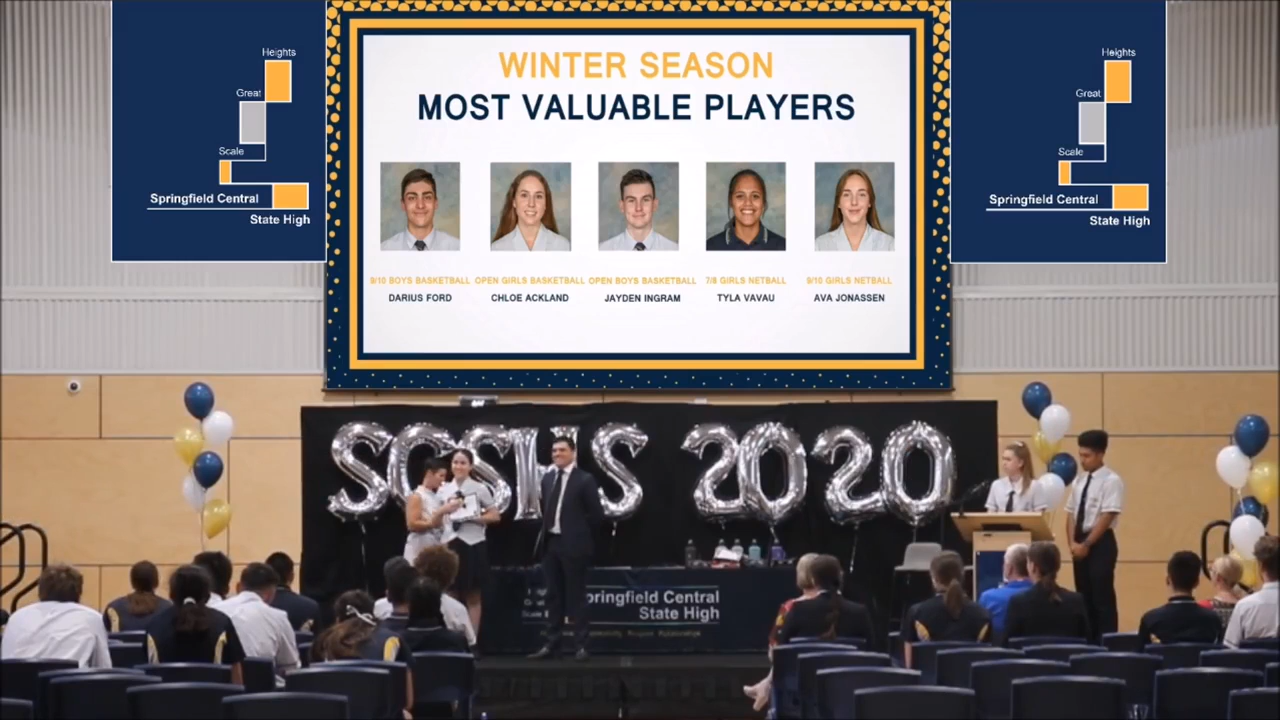 Heights
Great
Scale
Springfield Central
State High
WINTER SEASON
MOST VALUABLE PLAYERS
9/10 BOYS BASKETBALL
DARIUS FORD
OPEN GIRLS BASKETBALL
CHLOE ACKLAND
OPEN BOYS BASKETBALL
JAYDEN INGRAM
7/8 GIRLS NETBALL
TYLA VAVAU
9/10 GIRLS NETBALL
AVA JONASSEN
Heights
Great
Scale
Springfield Central
State High
SCSHS 2020
Springfield Central
State High